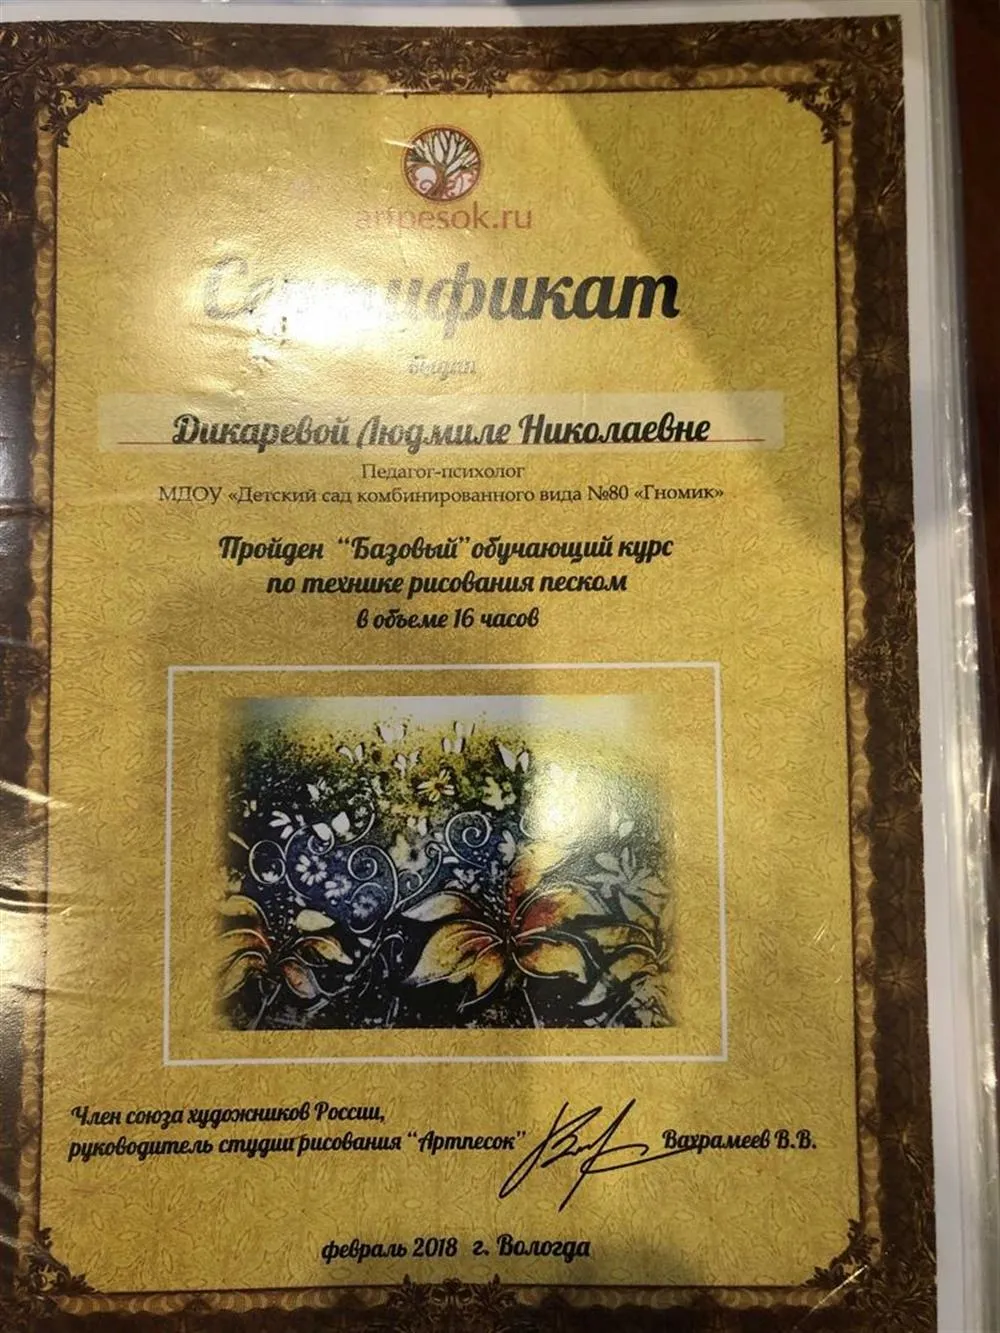 artpesok.ru
Сертификат
выдан
Дикаревой Людмиле Николаевне
Педагог-психолог
МДОУ «Детский сад комбинированного вида №80 «Гномик»
Пройден “Базовый” обучающий курс
по технике рисования песком
в объеме 16 часов
Член союза художников России,
руководитель студии рисования “Артпесок”
Вахрамеев В.В.
февраль 2018 г. Вологда